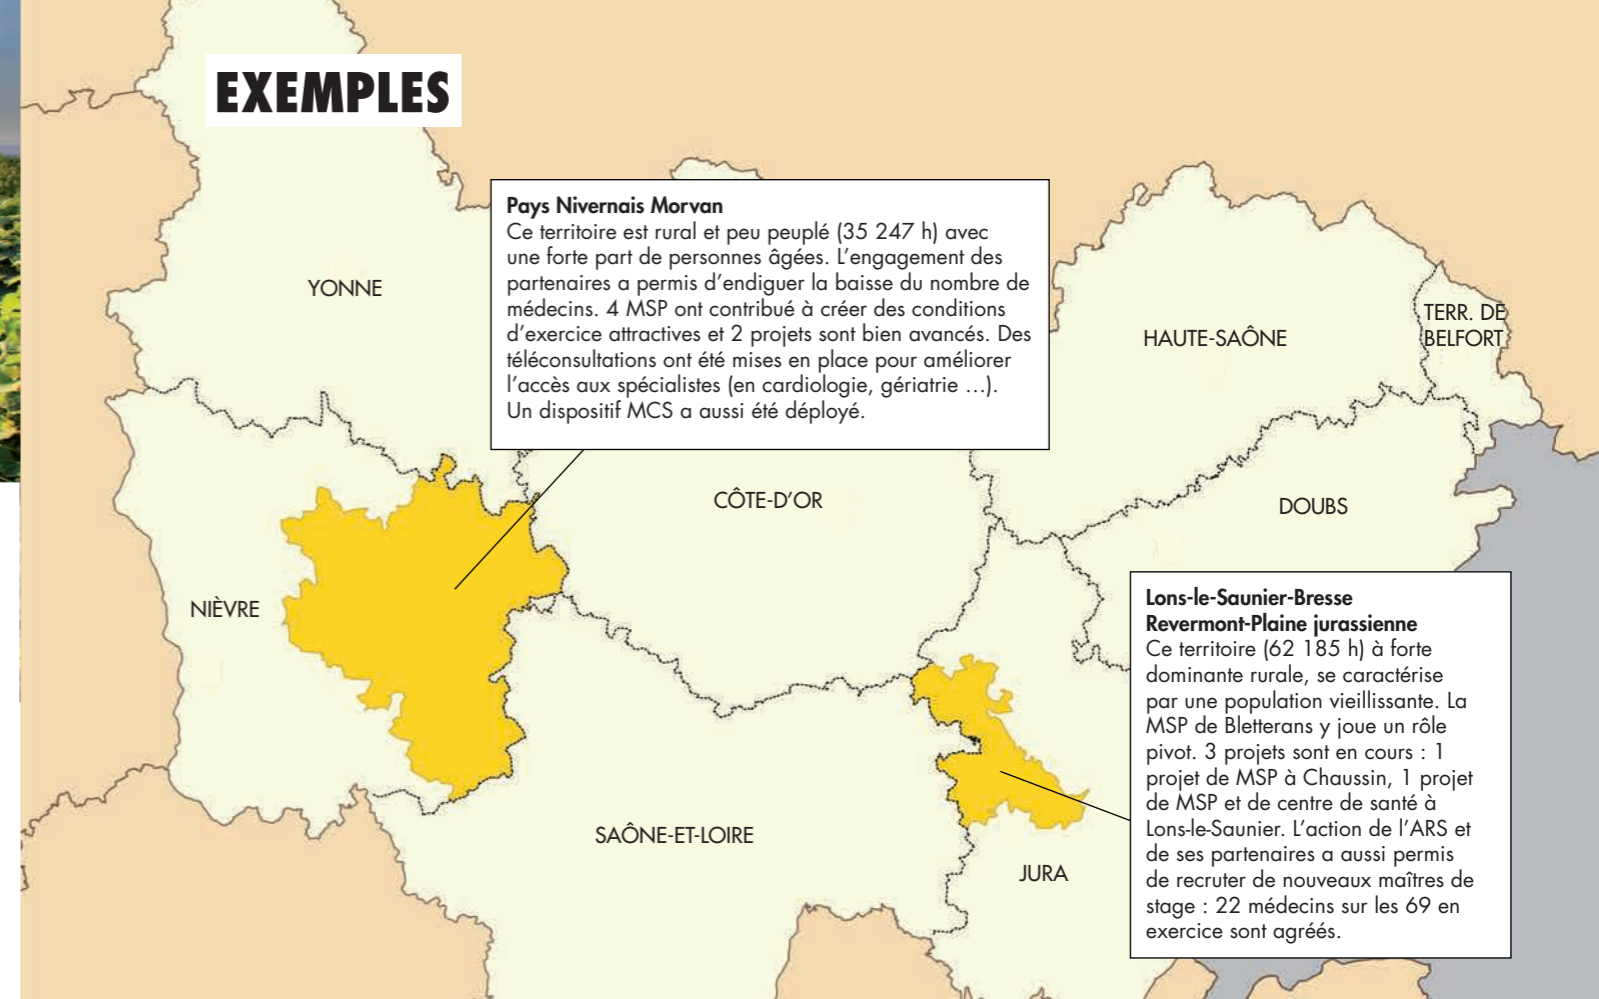 EXEMPLES
Pays Nivernais Morvan
Ce territoire est rural et peu peuplé (35 247 h) avec
une forte part de personnes âgées. L’engagement des
partenaires a permis d’endiguer la baisse du nombre de
médecins. 4 MSP ont contribué à créer des conditions
d’exercice attractives et 2 projets sont bien avancés. Des
téléconsultations ont été mises en place pour améliorer
l’accès aux spécialistes (en cardiologie, gériatrie …).
Un dispositif MCS a aussi été déployé.
YONNE
HAUTE-SAÔNE
TERR. DE
BELFORT
CÔTE-D’OR
DOUBS
NIÈVRE
Lons-le-Saunier-Bresse
Revermont-Plaine jurassienne
Ce territoire (62 185 h) à forte
dominante rurale, se caractérise
par une population vieillissante. La
MSP de Bletterans y joue un rôle
pivot. 3 projets sont en cours : 1
projet de MSP à Chaussin, 1 projet
de MSP et de centre de santé à
Lons-le-Saunier. L’action de l’ARS et
de ses partenaires a aussi permis
de recruter de nouveaux maîtres de
stage : 22 médecins sur les 69 en
exercice sont agréés.
SAÔNE-ET-LOIRE
JURA